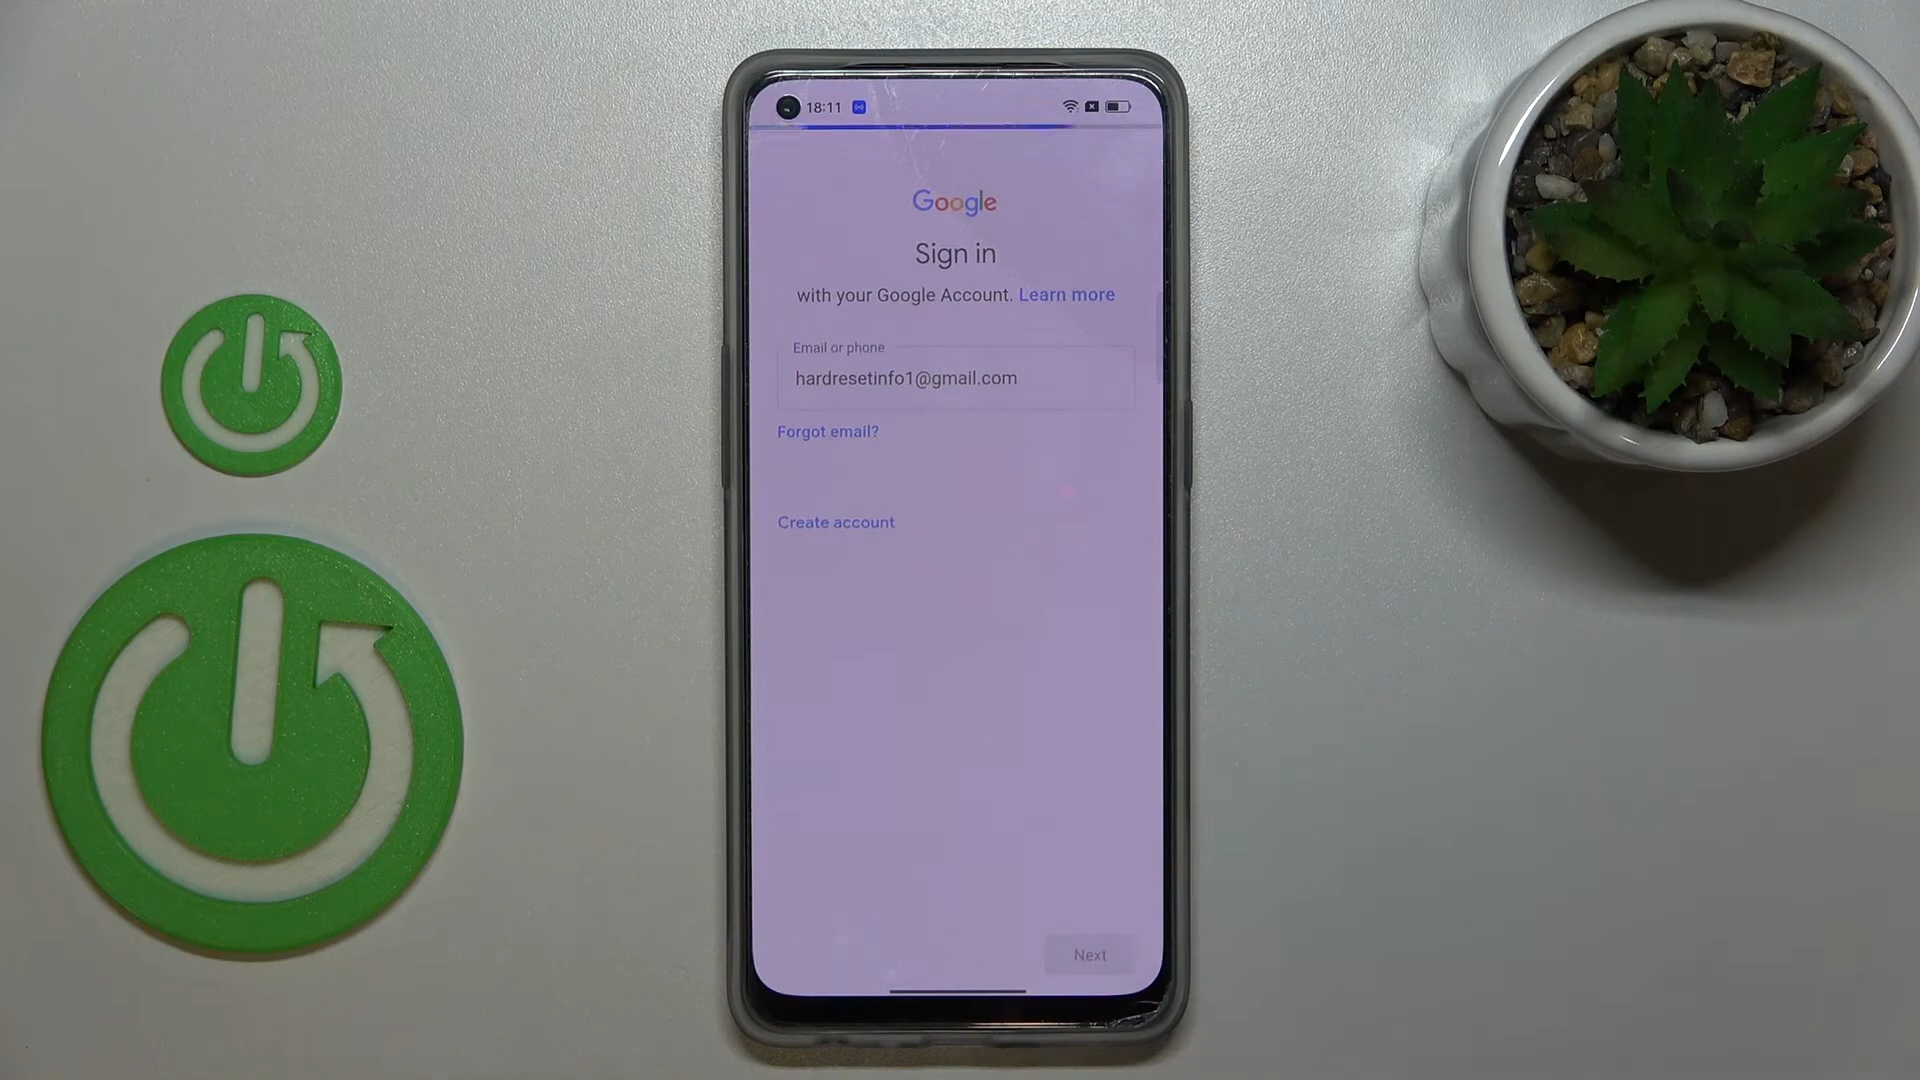 18:11
Google
Sign in
with your Google Account. Learn more
Email or phone
hardresetinfo1@gmail.com
Forgot email?
Create account
Next